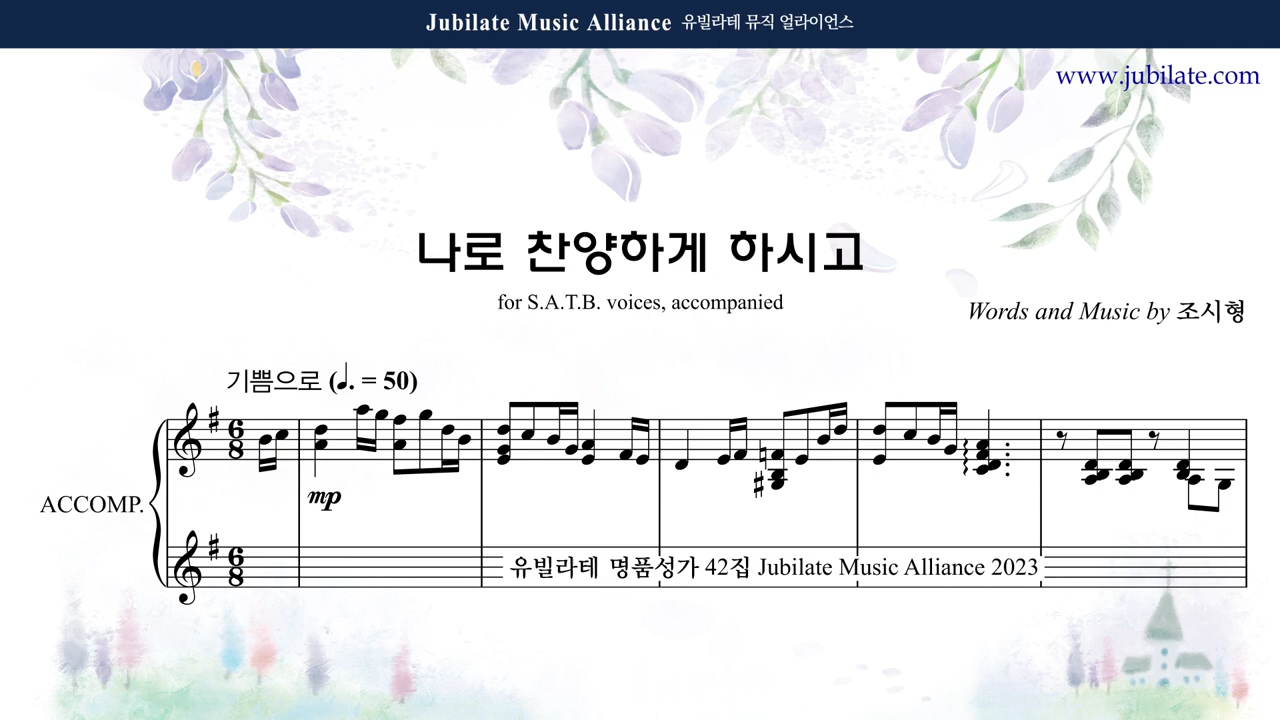 Jubilate Music Alliance 유빌라테 뮤직 얼라이언스
www.jubilate.com
나로 찬양하게 하시고
for S.A.T.B. voices, accompanied
Words and Music by 조시형
기쁨으로 (♩. = 50)
6
8
mp
ACCOMP.
6
8
유빌라테 명품성가 42집 Jubilate Music Alliance 2023